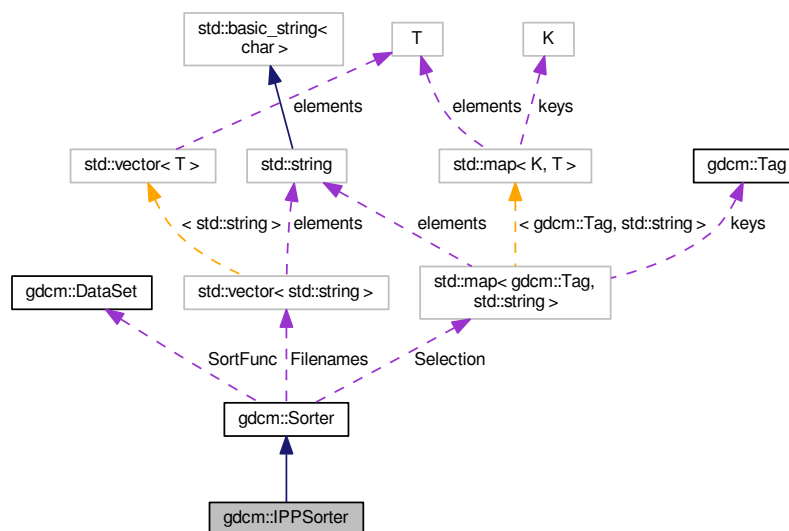 std::basic_string<
char >
T
K
elements
elements
keys
std::vector< T >
std::string
std::map< K, T >
gdcm::Tag
< std::string >
elements
elements
< gdcm::Tag, std::string >
keys
gdcm::DataSet
std::vector< std::string >
std::map< gdcm::Tag,
std::string >
SortFunc
Filenames
Selection
gdcm::Sorter
gdcm::IPPSorter